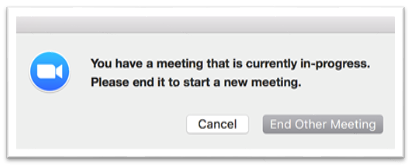 You have a meeting that is currently in-progress.
Please end it to start a new meeting.
Cancel
End Other Meeting